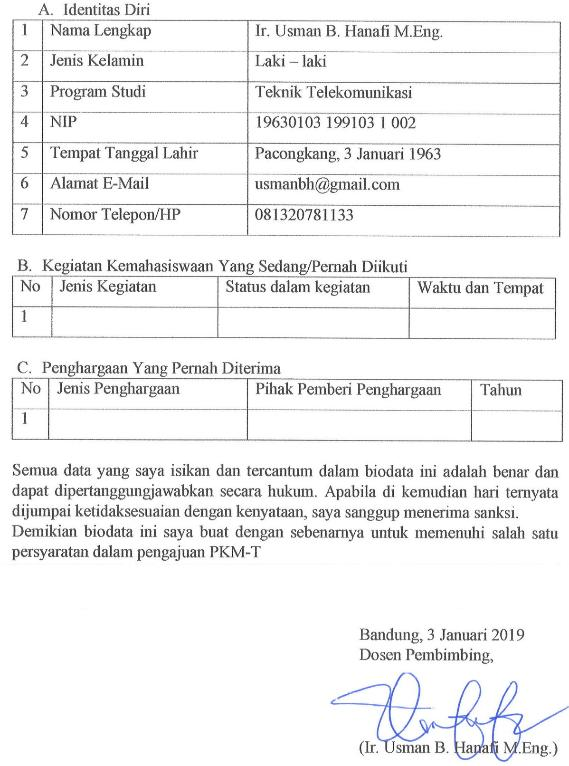 A. Identitas Diri
1 Nama Lengkap Ir. Usman B. Hanafi M.Eng.
2 Jenis Kelamin Laki – laki
3 Program Studi Teknik Telekomunikasi
4 NIP 19630103 199103 1 002
5 Tempat Tanggal Lahir Pacongkang, 3 Januari 1963
6 Alamat E-Mail usmanbh@gmail.com
7 Nomor Telepon/HP 081320781133
B. Kegiatan Kemahasiswaan Yang Sedang/Pernah Diikuti
No Jenis Kegiatan Status dalam kegiatan Waktu dan Tempat
1
C. Penghargaan Yang Pernah Diterima
No Jenis Penghargaan Pihak Pemberi Penghargaan Tahun
1
Semua data yang saya isikan dan tercantum dalam biodata ini adalah benar dan
dapat dipertanggungjawabkan secara hukum. Apabila di kemudian hari ternyata
dijumpai ketidaksesuaian dengan kenyataan, saya sanggup menerima sanksi.
Demikian biodata ini saya buat dengan sebenarnya untuk memenuhi salah satu
persyaratan dalam pengajuan PKM-T
Bandung, 3 Januari 2019
Dosen Pembimbing,
(Ir. Usman B. Hanafi M.Eng.)